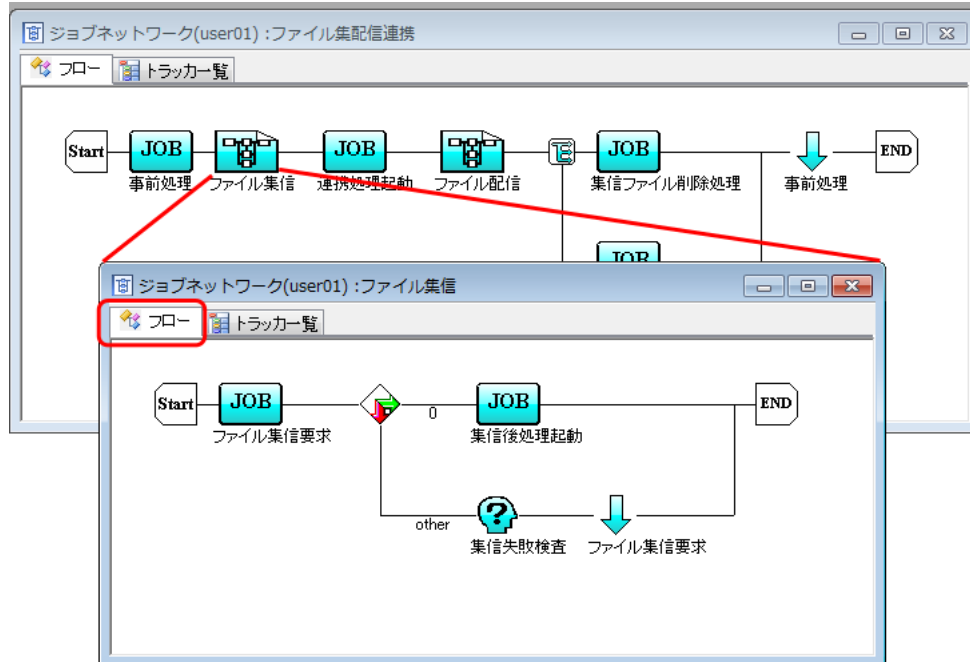 ジョブネットワーク(user01) :ファイル集配信連携
フロー トラッカ一覧
Start JOB JOB JOB END
事前処理 ファイル集信 連携処理起動 ファイル配信 集信ファイル削除処理 事前処理
JOB
ジョブネットワーク(user01) :ファイル集信
フロー トラッカ一覧
Start JOB 0 JOB END
ファイル集信要求 集信後処理起動
other
集信失敗検査 ファイル集信要求